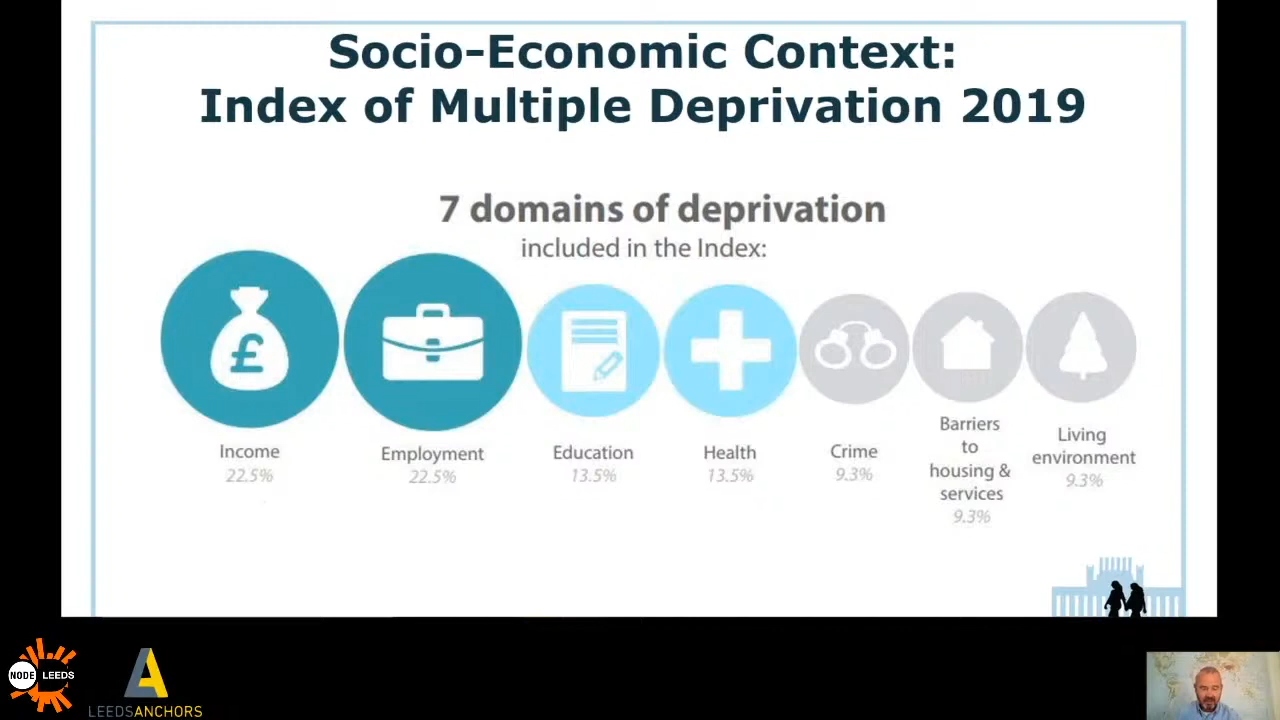 Socio-Economic Context:
Index of Multiple Deprivation 2019
7 domains of deprivation
included in the Index:
£
Income
22.5%
Employment
22.5%
Education
13.5%
Health
13.5%
Crime
9.3%
Barriers
to
housing &
services
9.3%
Living
environment
9.3%
NODE LEEDS
LEEDSANCHORS